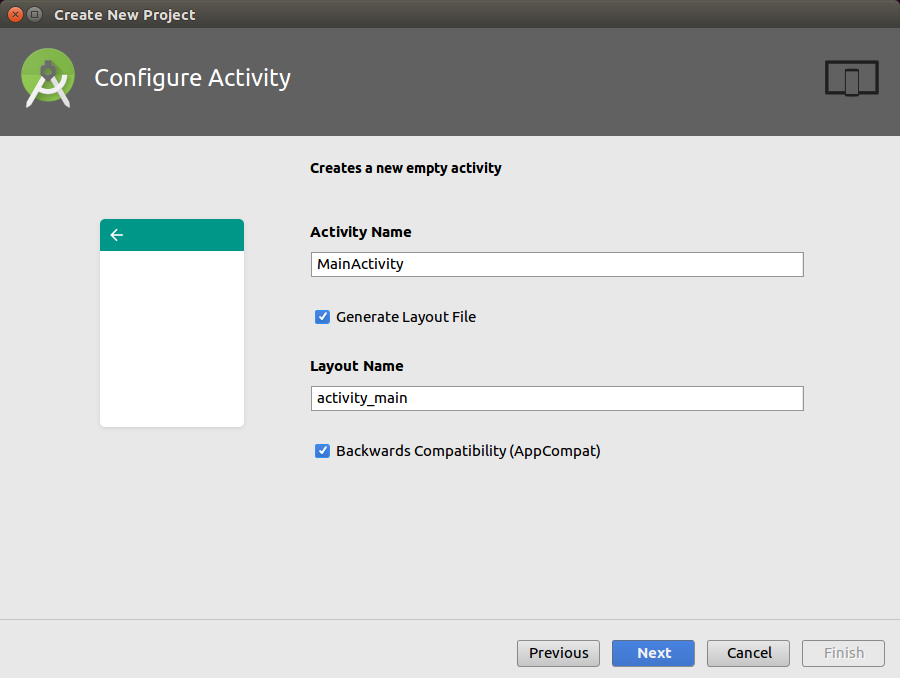 Create New Project
Configure Activity
Creates a new empty activity
Activity Name
MainActivity
Generate Layout File
Layout Name
activity_main
Backwards Compatibility (AppCompat)
Previous
Next
Cancel
Finish